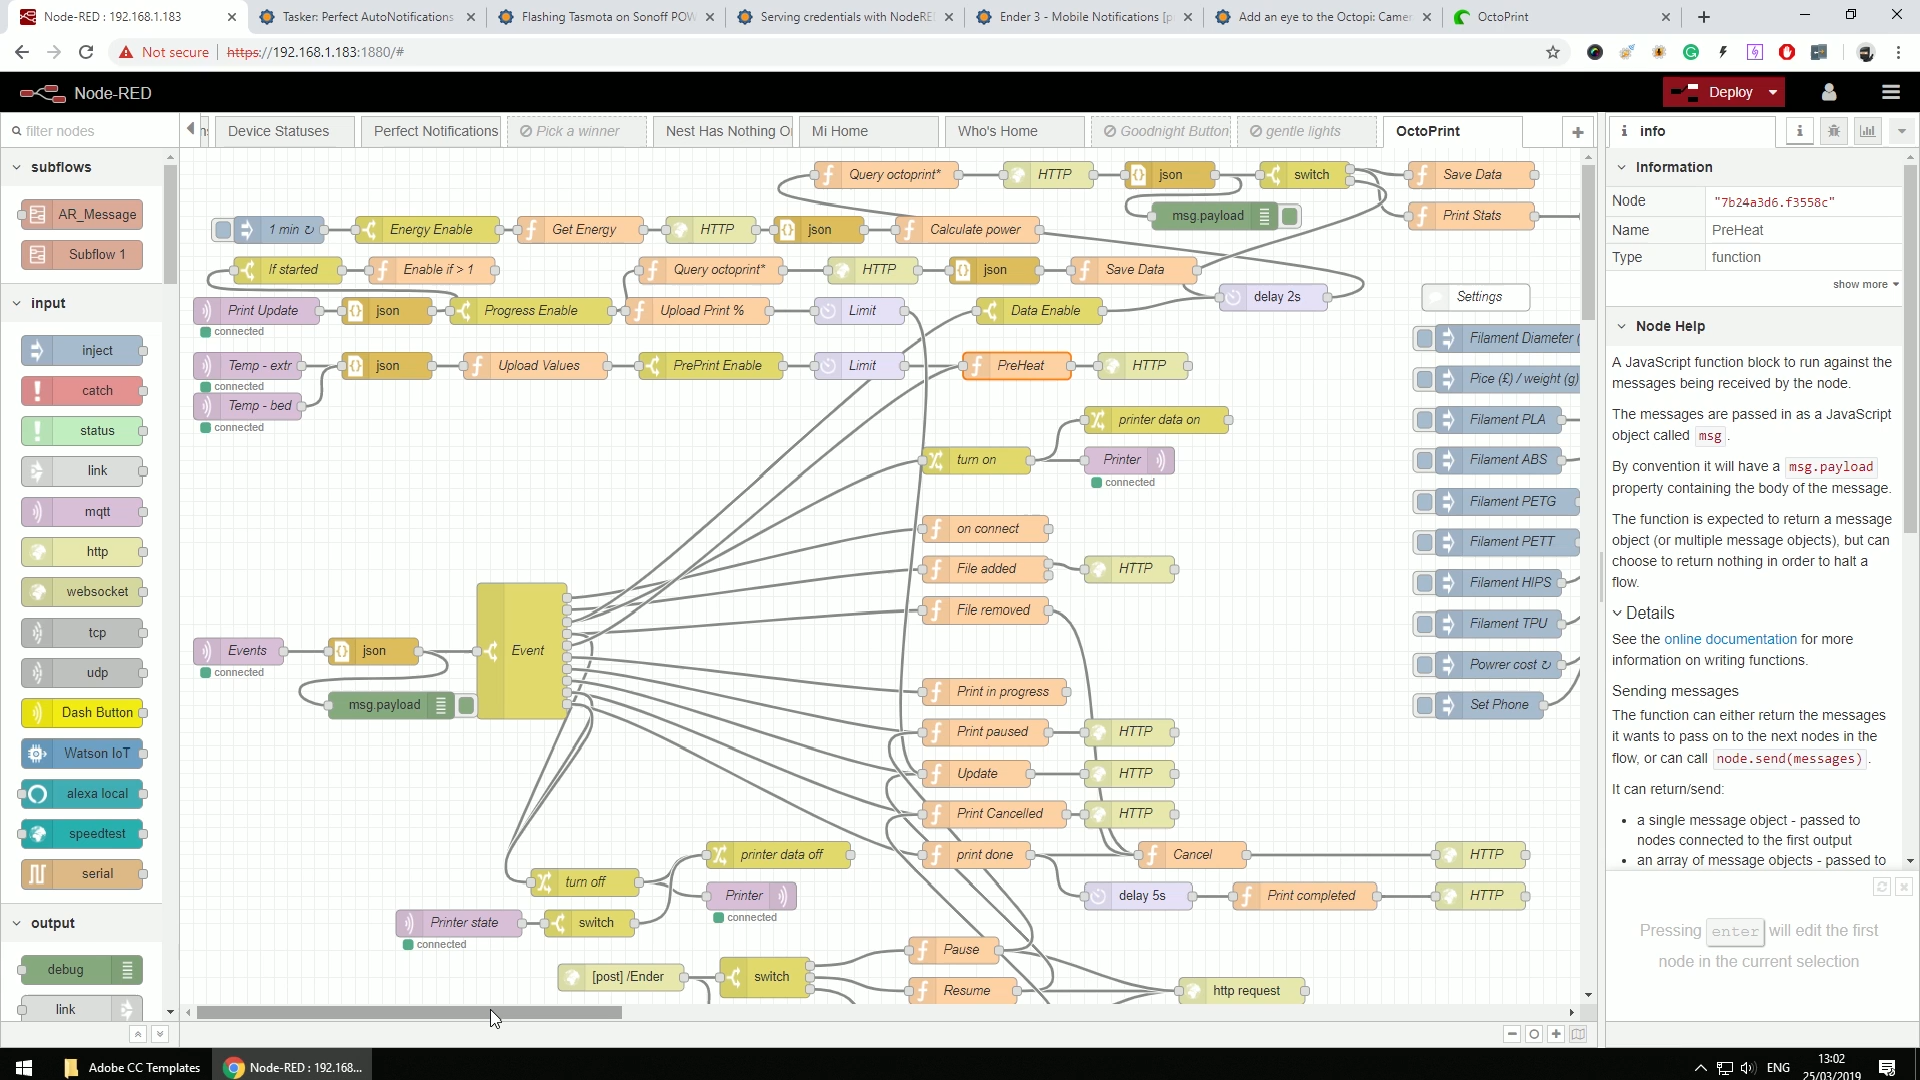 Node-RED : 192.168.1.183
Tasker: Perfect AutoNotifications
Flashing Tasmota on Sonoff POW
Serving credentials with NodeRE
Ender 3 - Mobile Notifications [p
Add an eye to the Octopi: Camer
OctoPrint
Not secure https://192.168.1.183:1880/#
Node-RED
Deploy
filter nodes
Device Statuses
Perfect Notifications
Pick a winner
Nest Has Nothing O
Mi Home
Who's Home
Goodnight Button
gentle lights
OctoPrint
info
subflows
AR_Message
Subflow 1
input
inject
catch
status
link
mqtt
http
websocket
tcp
udp
Dash Button
Watson IoT
alexa local
speedtest
serial
output
debug
link
Query octoprint*
HTTP
json
switch
Save Data
msg.payload
Print Stats
1 min ↻
Energy Enable
Get Energy
HTTP
json
Calculate power
If started
Enable if > 1
Query octoprint*
HTTP
json
Save Data
delay 2s
Settings
Print Update
json
Progress Enable
Upload Print %
Limit
Data Enable
connected
Filament Diameter (
Temp - extr
json
Upload Values
PrePrint Enable
Limit
PreHeat
HTTP
connected
Pice (£) / weight (g)
Temp - bed
connected
printer data on
Filament PLA
turn on
Printer
connected
Filament ABS
Filament PETG
on connect
Filament PETT
File added
HTTP
Filament HIPS
File removed
Filament TPU
Events
json
Event
connected
Powrer cost ↻
msg.payload
Print in progress
Set Phone
Print paused
HTTP
Update
HTTP
Print Cancelled
HTTP
printer data off
print done
Cancel
HTTP
turn off
Printer
connected
delay 5s
Print completed
HTTP
Printer state
switch
connected
Pause
[post] /Ender
switch
Resume
http request
Information
Node "7b24a3d6.f3558c"
Name PreHeat
Type function
show more
Node Help
A JavaScript function block to run against the
messages being received by the node.
The messages are passed in as a JavaScript
object called msg .
By convention it will have a msg.payload
property containing the body of the message.
The function is expected to return a message
object (or multiple message objects), but can
choose to return nothing in order to halt a
flow.
Details
See the online documentation for more
information on writing functions.
Sending messages
The function can either return the messages
it wants to pass on to the next nodes in the
flow, or can call node.send(messages) .
It can return/send:
• a single message object - passed to
nodes connected to the first output
• an array of message objects - passed to
Pressing enter will edit the first
node in the current selection
Adobe CC Templates
Node-RED : 192.168...
ENG
13:02
25/03/2019